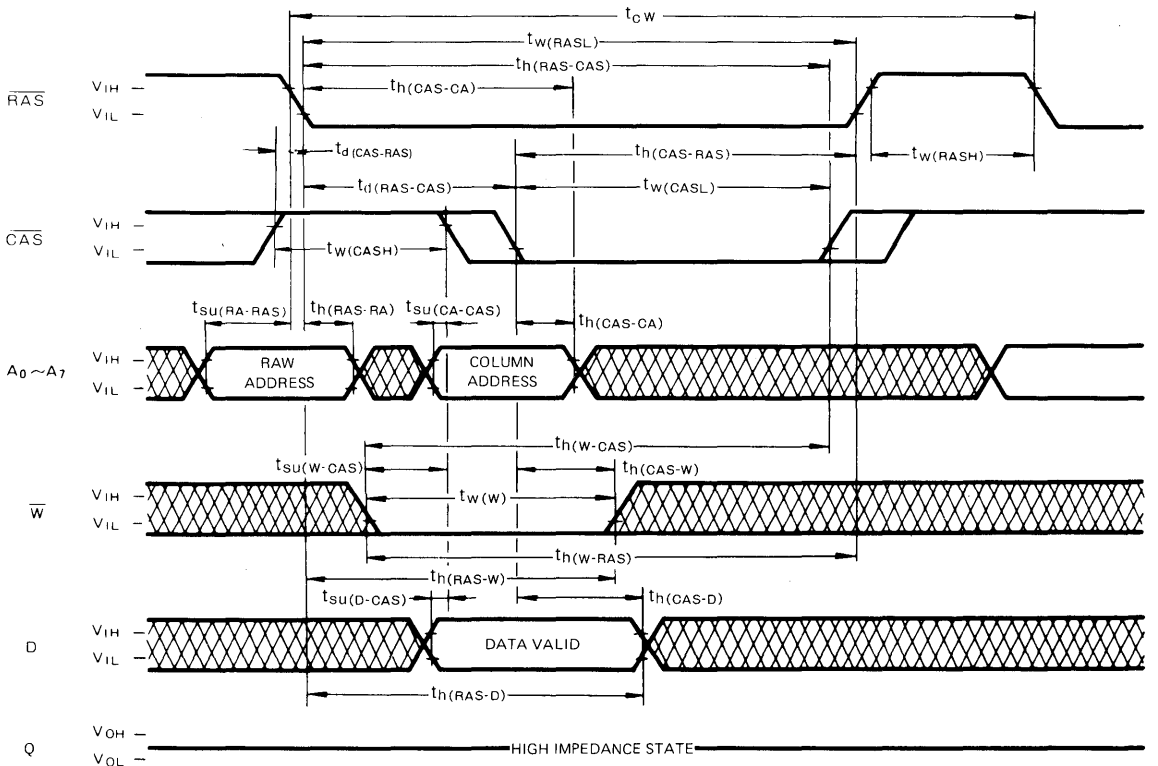 tCW
tW(RASL)
th(RAS-CAS)
th(CAS-CA)
RAS
VIH
VIL
td(CAS-RAS)
th(CAS-RAS)
tW(RASH)
td(RAS-CAS)
tW(CASL)
CAS
VIH
VIL
tW(CASH)
tsu(RA-RAS)
th(RAS-RA)
tsu(CA-CAS)
th(CAS-CA)
A0~A7
VIH
VIL
RAW
ADDRESS
COLUMN
ADDRESS
th(W-CAS)
tsu(W-CAS)
th(CAS-W)
W
VIH
VIL
tW(W)
th(W-RAS)
th(RAS-W)
tsu(D-CAS)
th(CAS-D)
D
VIH
VIL
DATA VALID
th(RAS-D)
Q
VOH
VOL
HIGH IMPEDANCE STATE